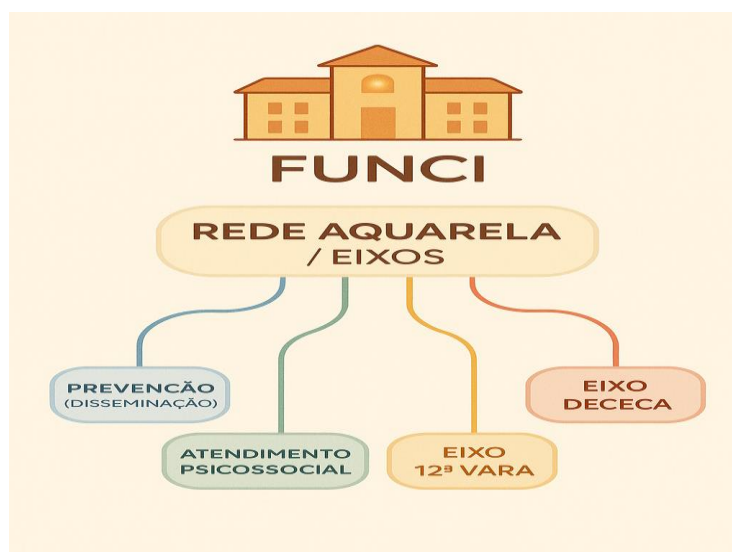 FUNCI
REDE AQUARELA
/ EIXOS
PREVENCÃO
(DISSEMINAÇÃO)
ATENDIMENTO
PSICOSSOCIAL
EIXO
12ª VARA
EIXO
DECECA